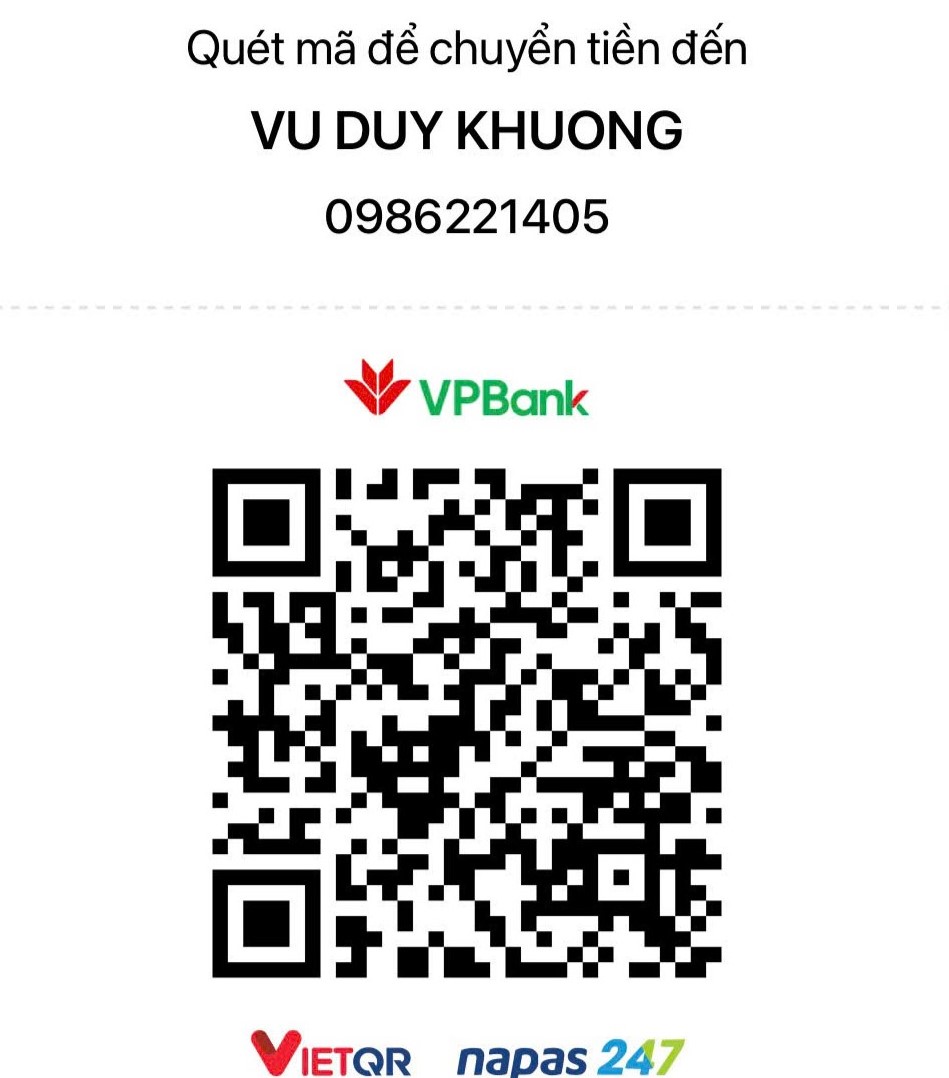 Quét mã để chuyển tiền đến
VU DUY KHUONG
0986221405
VPBank
VIETQR napas 247